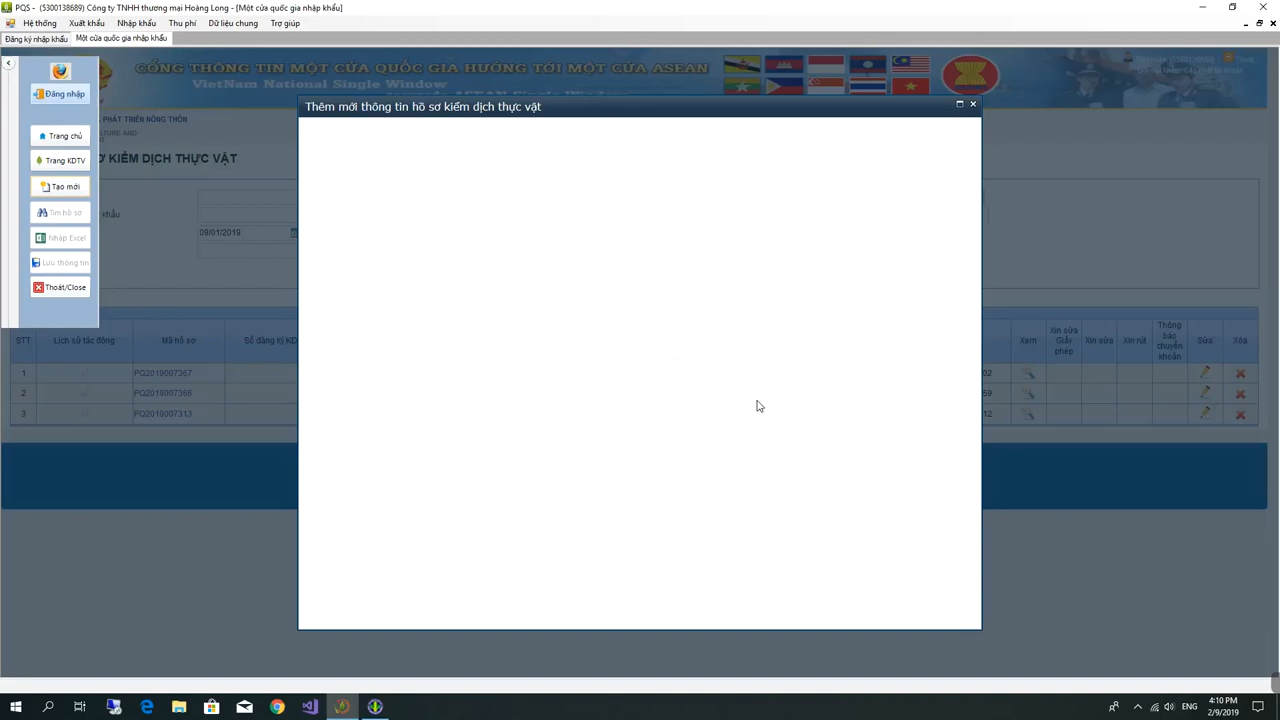 PQS - (5300138689) Công ty TNHH thương mại Hoàng Long - [Một cửa quốc gia nhập khẩu]
Hệ thống Xuất khẩu Nhập khẩu Thu phí Dữ liệu chung Trợ giúp
Đăng ký nhập khẩu Một cửa quốc gia nhập khẩu
CỔNG THÔNG TIN MỘT CỬA QUỐC GIA HƯỚNG TỚI MỘT CỬA ASEAN
VietNam National Single Window
Đăng nhập
Thêm mới thông tin hồ sơ kiểm dịch thực vật
PHÁT TRIỂN NÔNG THÔN
Trang chủ
Ơ KIỂM DỊCH THỰC VẬT
Trang KDTV
Tạo mới
Tìm hồ sơ
khẩu
09/01/2019
Nhập Excel
Lưu thông tin
Thoát/Close
STT Lịch sử tác động Mã hồ sơ Số đăng ký KD Xem Xin sửa Giấy phép Xin sửa Xin rút Thông báo chuyển khoản Sửa Xóa
1 PQ2019007367 02
2 PQ2019007365 59
3 PQ2019007313 12
ENG
4:10 PM
2/9/2019